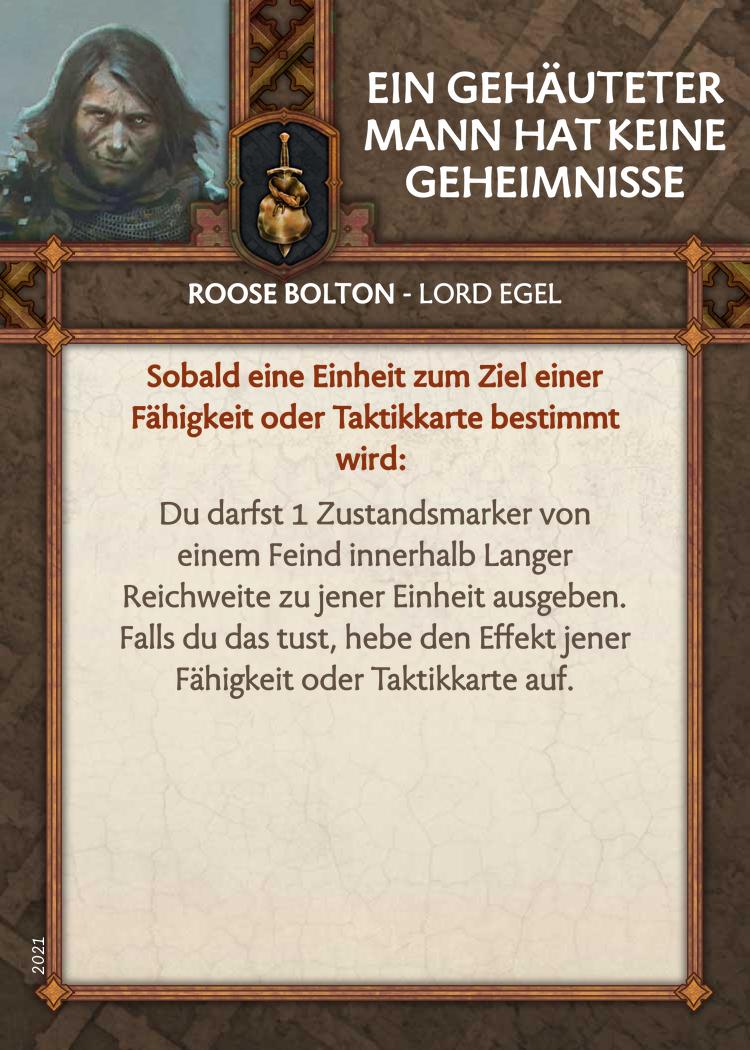 EIN GEHÄUTETER
MANN HAT KEINE
GEHEIMNISSE
ROOSE BOLTON - LORD EGEL
Sobald eine Einheit zum Ziel einer
Fähigkeit oder Taktikkarte bestimmt
wird:
Du darfst 1 Zustandsmarker von
einem Feind innerhalb Langer
Reichweite zu jener Einheit ausgeben.
Falls du das tust, hebe den Effekt jener
Fähigkeit oder Taktikkarte auf.
2021